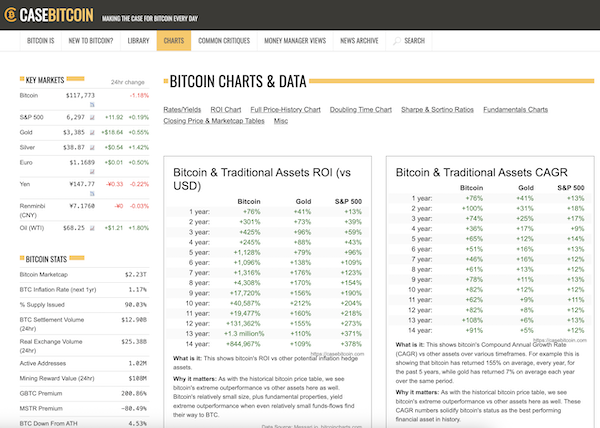 CASEBITCOIN
MAKING THE CASE FOR BITCOIN EVERY DAY
BITCOIN IS NEW TO BITCOIN? LIBRARY CHARTS COMMON CRITIQUES MONEY MANAGER VIEWS NEWS ARCHIVE SEARCH
KEY MARKETS 24hr change
Bitcoin $117,773 -1.18%
S&P 500 6,297 +11.92 +0.19%
Gold $3,385 +$18.64 +0.55%
Silver $38.87 +$0.54 +1.42%
Euro $1.1689 +$0.01 +0.50%
Yen ¥147.77 -¥0.33 -0.22%
Renminbi (CNY) ¥7.1760 -¥0 -0.03%
Oil (WTI) $68.25 +$1.21 +1.80%
BITCOIN STATS
Bitcoin Marketcap $2.23T
BTC Inflation Rate (next 1yr) 1.17%
% Supply Issued 90.03%
BTC Settlement Volume (24hr) $12.90B
Real Exchange Volume (24hr) $25.38B
Active Addresses 1.02M
Mining Reward Value (24hr) $108M
GBTC Premium 200.86%
MSTR Premium -80.49%
BTC Down From ATH 4.53%
BITCOIN CHARTS & DATA
Rates/Yields ROI Chart Full Price-History Chart Doubling Time Chart Sharpe & Sortino Ratios Fundamentals Charts
Closing Price & Marketcap Tables Misc
Bitcoin & Traditional Assets ROI (vs
USD)
Bitcoin Gold S&P 500
1 year: +76% +41% +13%
2 year: +301% +73% +39%
3 year: +425% +96% +59%
4 year: +245% +88% +43%
5 year: +1,128% +79% +96%
6 year: +1,096% +138% +109%
7 year: +1,316% +176% +123%
8 year: +4,308% +170% +154%
9 year: +17,720% +156% +190%
10 year: +40,587% +212% +204%
11 year: +19,477% +160% +218%
12 year: +131,362% +155% +273%
13 year: +1.3 million% +110% +371%
14 year: +844,967% +109% +378%
https://casebitcoin.com
What is it: This shows bitcoin's ROI vs other potential inflation hedge
assets.
Why it matters: As with the historical bitcoin price table, we see
bitcoin's extreme outperformance vs other assets here as well.
Bitcoin's relatively small size, plus fundamental properties, yield
extreme outperformance when even relatively small funds-flows find
their way to BTC.
Bitcoin & Traditional Assets CAGR
Bitcoin Gold S&P 500
1 year: +76% +41% +13%
2 year: +100% +31% +18%
3 year: +74% +25% +17%
4 year: +36% +17% +9%
5 year: +65% +12% +14%
6 year: +51% +16% +13%
7 year: +46% +16% +12%
8 year: +61% +13% +12%
9 year: +78% +11% +13%
10 year: +82% +12% +12%
11 year: +62% +9% +11%
12 year: +82% +8% +12%
13 year: +108% +6% +13%
14 year: +91% +5% +12%
https://casebitcoin.com
What it is: This shows bitcoin's Compound Annual Growth Rate
(CAGR) vs other assets over various timeframes. For example this is
showing that bitcoin has returned 155% on average, every year, for
the past 5 years, while gold has returned 7% on average each year
over the same period.
Why it matters: As with the historical bitcoin price table, we see
bitcoin's extreme outperformance vs other assets here as well. These
CAGR numbers solidify bitcoin's status as the best performing
financial asset in history.